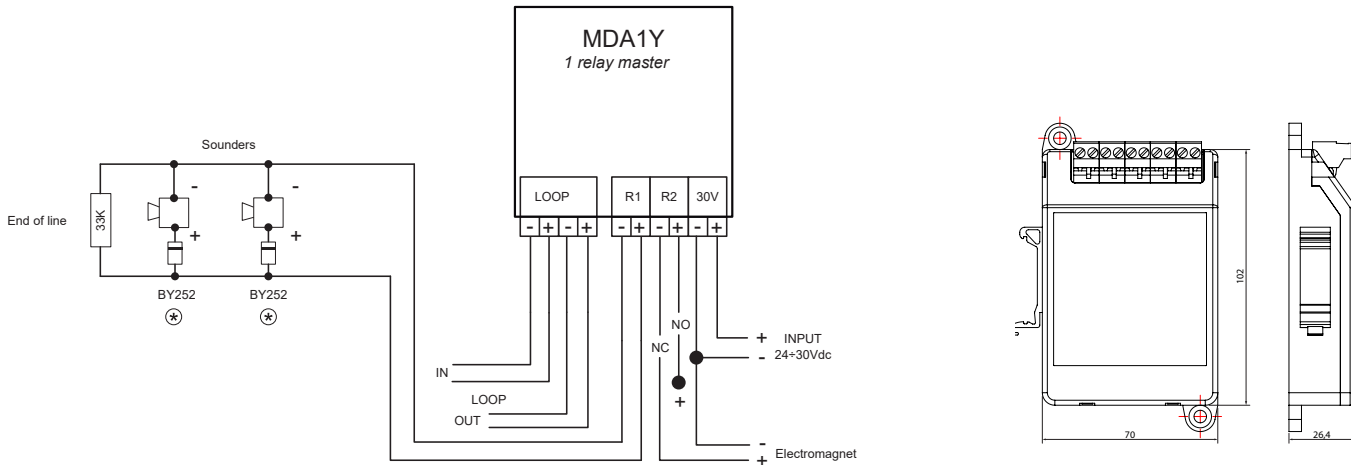 MDA1Y
1 relay master
Sounders
LOOP R1 R2 30V
- + - + - + - + - +
End of line
33K
- -
+ +
BY252 BY252
* *
NO
NC
+ INPUT
- 24÷30Vdc
IN
LOOP
OUT
+
- Electromagnet
+
102
70
26,4